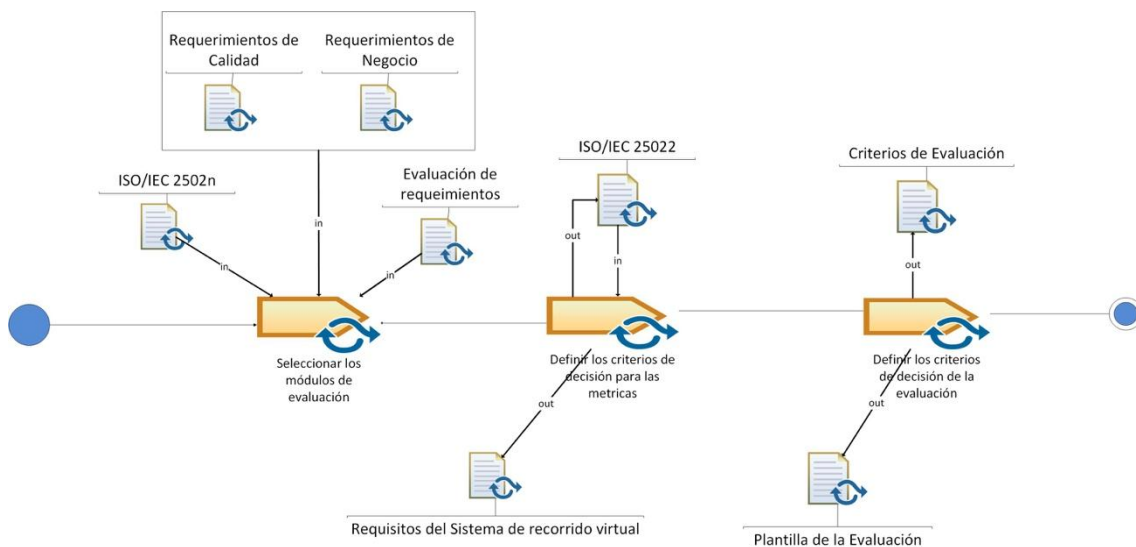 Requerimientos de
Calidad
Requerimientos de
Negocio
ISO/IEC 2502n
Evaluación de
requeimientos
ISO/IEC 25022
Criterios de Evaluación
in
in
in
out
in
out
Seleccionar los
módulos de
evaluación
Definir los criterios de
decisión para las
metricas
Definir los criterios
de decisión de la
evaluación
out
out
Requisitos del Sistema de recorrido virtual
Plantilla de la Evaluación